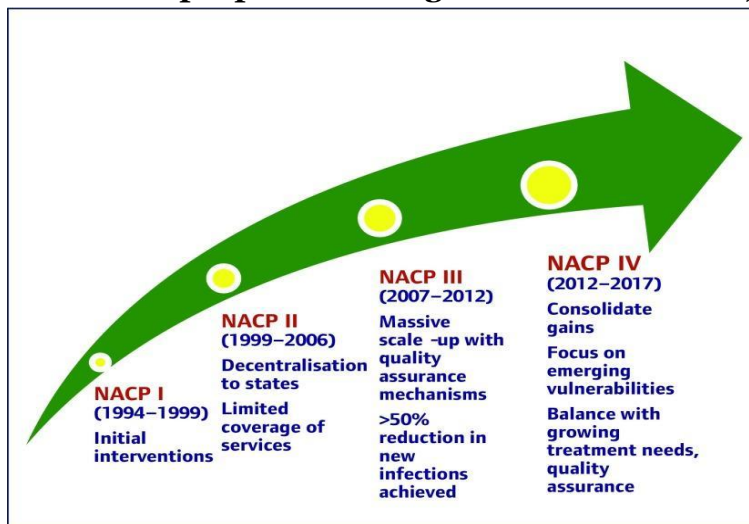 NACP I
(1994–1999)
Initial
interventions
NACP II
(1999–2006)
Decentralisation
to states
Limited
coverage of
services
NACP III
(2007–2012)
Massive
scale -up with
quality
assurance
mechanisms
>50%
reduction in
new
infections
achieved
NACP IV
(2012–2017)
Consolidate
gains
Focus on
emerging
vulnerabilities
Balance with
growing
treatment needs,
quality
assurance